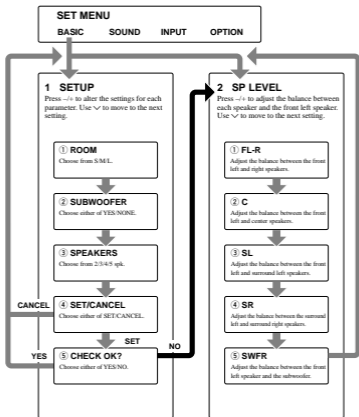 SET MENU
BASIC SOUND INPUT OPTION
1 SETUP
Press –/+ to alter the settings for each
parameter. Use ∨ to move to the next
setting.
① ROOM
Choose from S/M/L.
② SUBWOOFER
Choose either of YES/NONE.
③ SPEAKERS
Choose from 2/3/4/5 spk.
CANCEL
④ SET/CANCEL
Choose either of SET/CANCEL.
SET
NO
YES
⑤ CHECK OK?
Choose either of YES/NO.
2 SP LEVEL
Press –/+ to adjust the balance between
each speaker and the front left speaker.
Use ∨ to move to the next setting.
① FL-R
Adjust the balance between the front
left and right speakers.
② C
Adjust the balance between the front
left and center speakers.
③ SL
Adjust the balance between the front
left and surround left speakers.
④ SR
Adjust the balance between the surround
left and surround right speakers.
⑤ SWFR
Adjust the balance between the front
left speaker and the subwoofer.